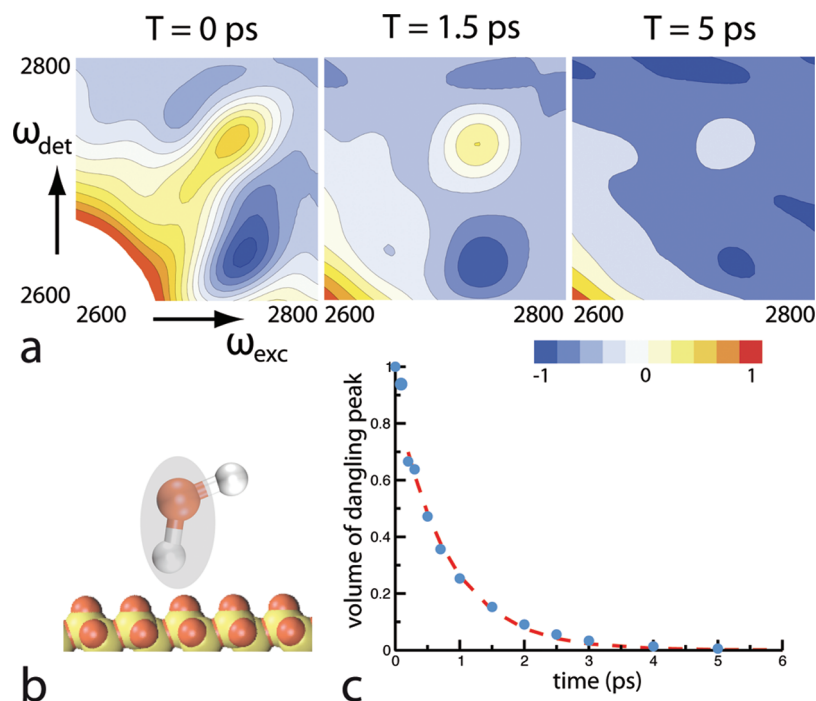 T = 0 ps
T = 1.5 ps
T = 5 ps
2800
ωdet
2600
2600
2800
2600
2800
2600
2800
ωexc
a
-1
0
1
b
volume of dangling peak
1
0.8
0.6
0.4
0.2
0
0
1
2
3
4
5
6
time (ps)
c